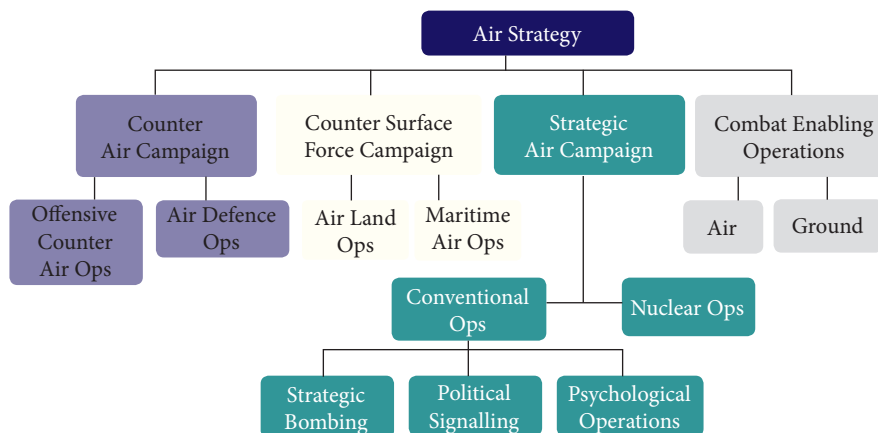 Air Strategy
Counter
Air Campaign
Counter Surface
Force Campaign
Strategic
Air Campaign
Combat Enabling
Operations
Offensive
Counter
Air Ops
Air Defence
Ops
Air Land
Ops
Maritime
Air Ops
Air
Ground
Conventional
Ops
Nuclear Ops
Strategic
Bombing
Political
Signalling
Psychological
Operations